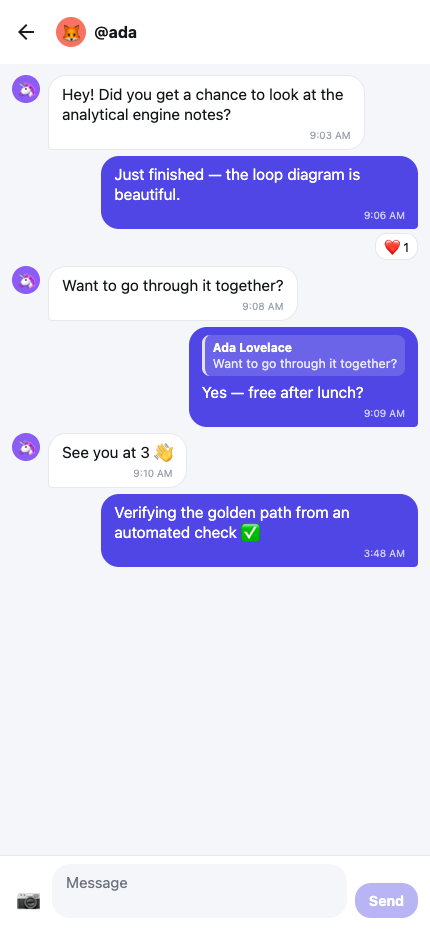 @ada
Hey! Did you get a chance to look at the
analytical engine notes?
9:03 AM
Just finished — the loop diagram is
beautiful.
9:06 AM
❤️ 1
Want to go through it together?
9:08 AM
Ada Lovelace
Want to go through it together?
Yes — free after lunch?
9:09 AM
See you at 3 👋
9:10 AM
Verifying the golden path from an
automated check ✅
3:48 AM
Message
Send